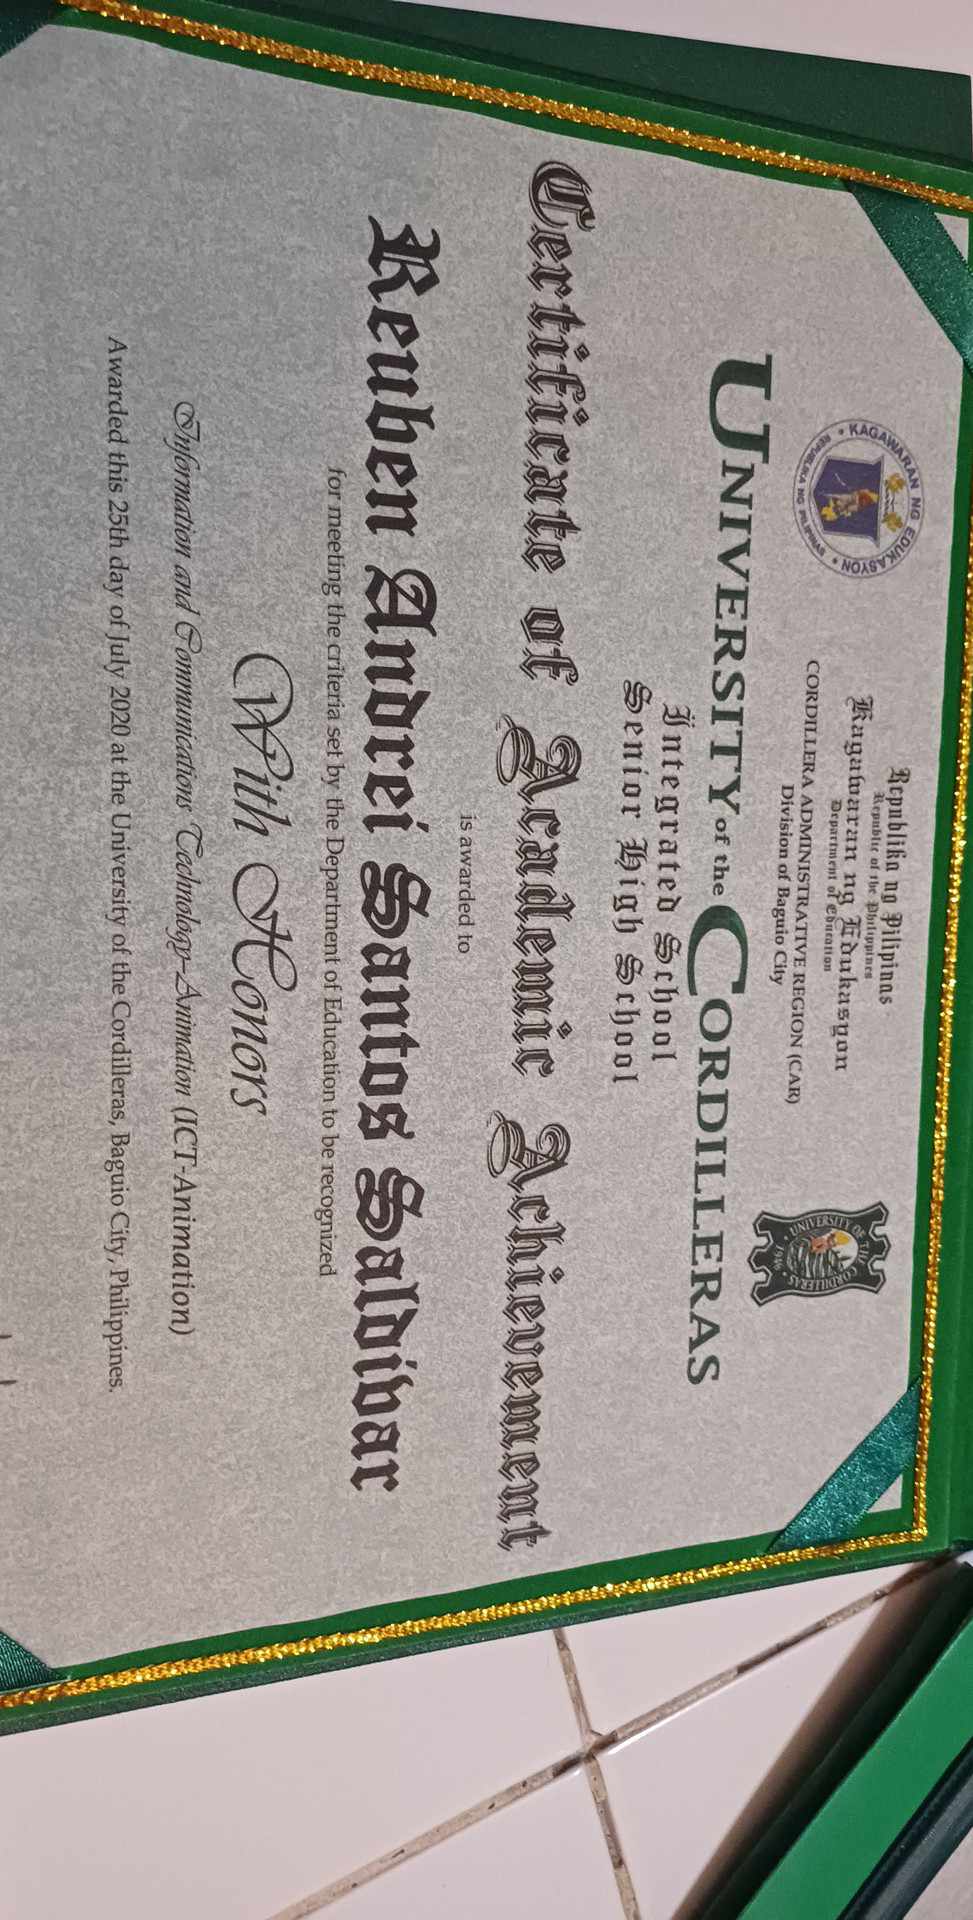 Republika ng Pilipinas
Republic of the Philippines
Kagawaran ng Edukasyon
Department of Education
CORDILLERA ADMINISTRATIVE REGION (CAR)
Division of Baguio City
KAGAWARAN NG EDUKASYON
REPUBLIKA NG PILIPINAS
UNIVERSITY OF THE CORDILLERAS
1946
UNIVERSITY of the CORDILLERAS
Integrated School
Senior High School
Certificate of Academic Achievement
is awarded to
Reuben Andrei Santos Saldivar
for meeting the criteria set by the Department of Education to be recognized
With Honors
Information and Communications Technology-Animation (ICT-Animation)
Awarded this 25th day of July 2020 at the University of the Cordilleras, Baguio City, Philippines.